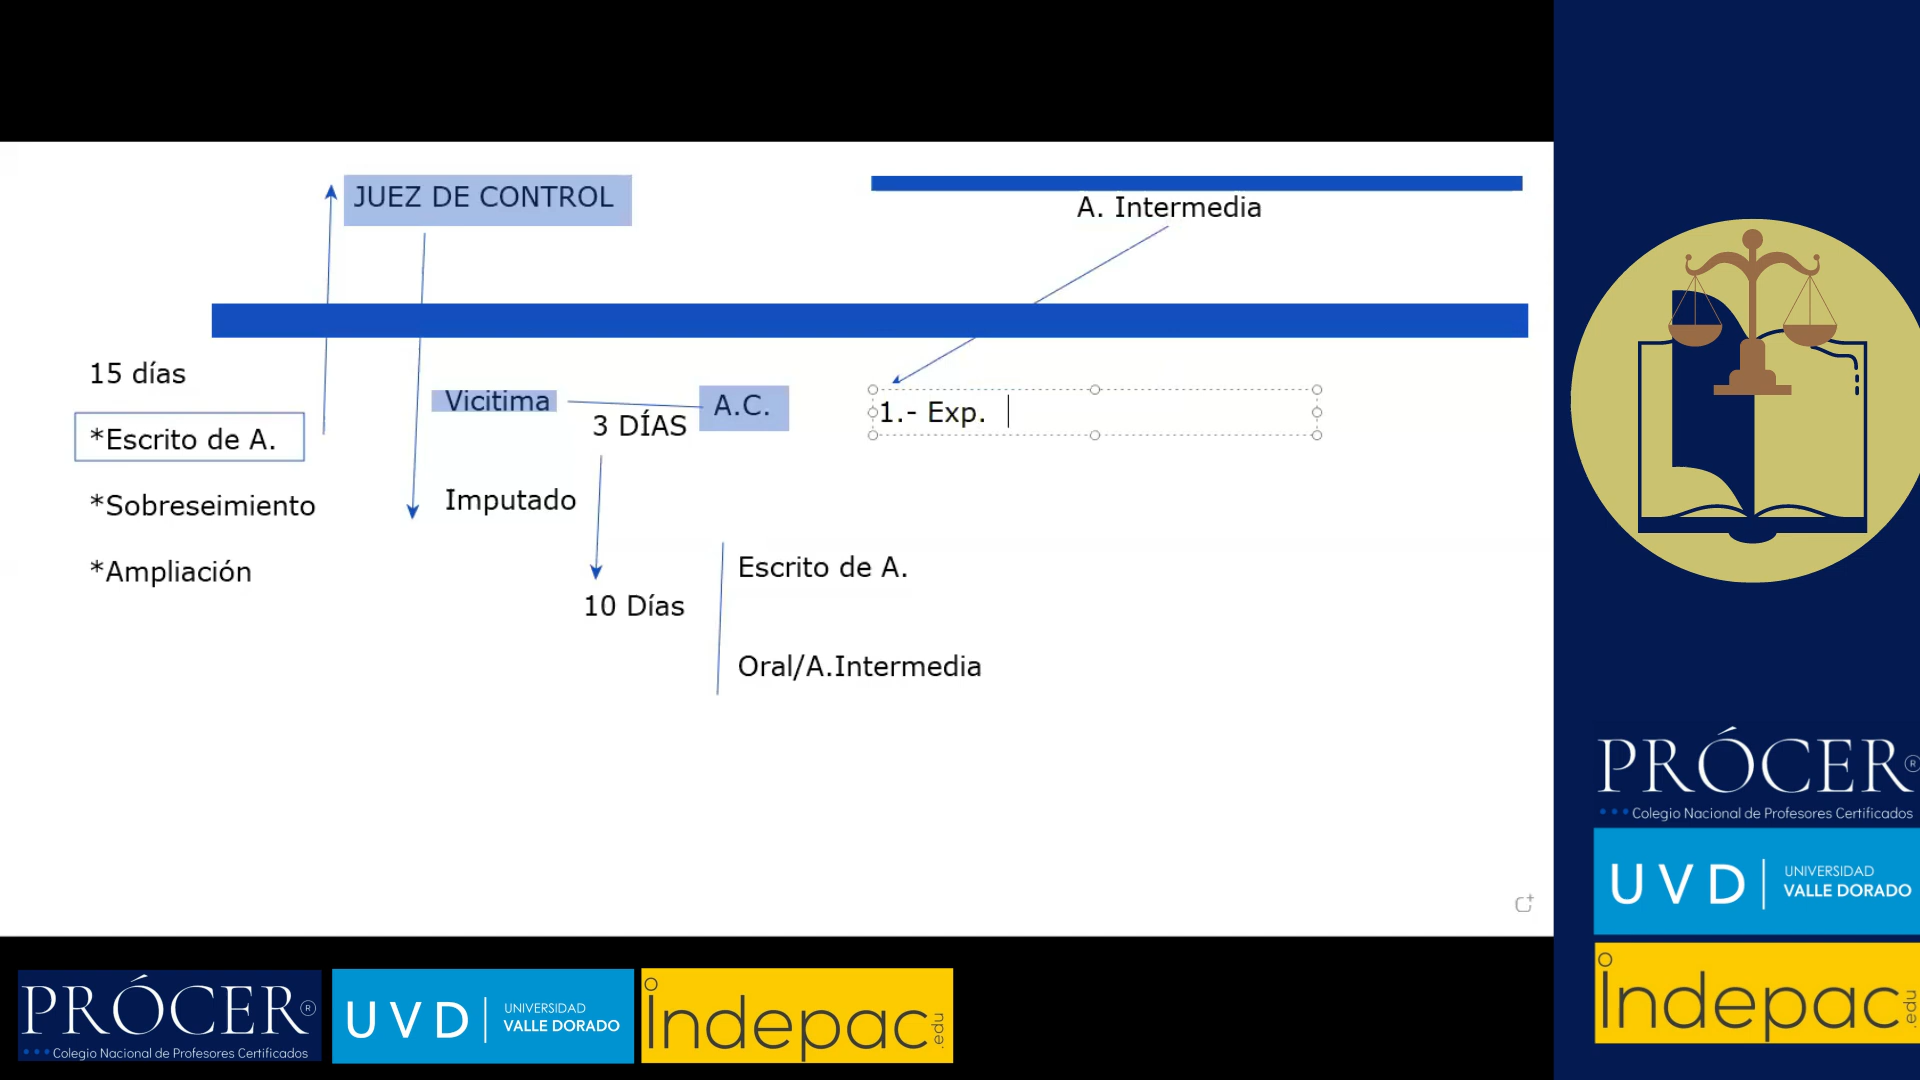 JUEZ DE CONTROL
A. Intermedia
15 días
*Escrito de A.
*Sobreseimiento
*Ampliación
Vicitima
3 DÍAS
A.C.
Imputado
10 Días
1.- Exp.
Escrito de A.
Oral/A.Intermedia
PRÓCER®
Colegio Nacional de Profesores Certificados
UVD UNIVERSIDAD
VALLE DORADO
Indepac.edu
PRÓCER®
Colegio Nacional de Profesores Certificados
UVD UNIVERSIDAD
VALLE DORADO
Indepac.edu